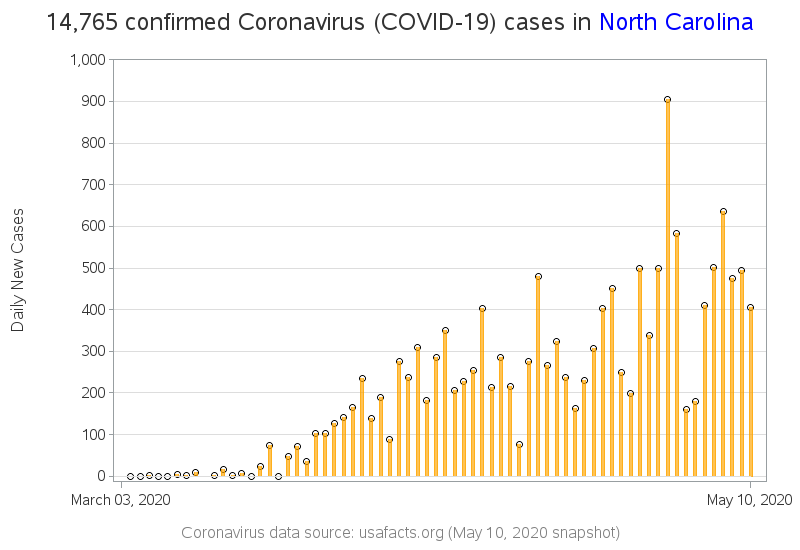 14,765 confirmed Coronavirus (COVID-19) cases in North Carolina
1,000
900
800
700
600
500
400
300
200
100
0
Daily New Cases
March 03, 2020
May 10, 2020
Coronavirus data source: usafacts.org (May 10, 2020 snapshot)